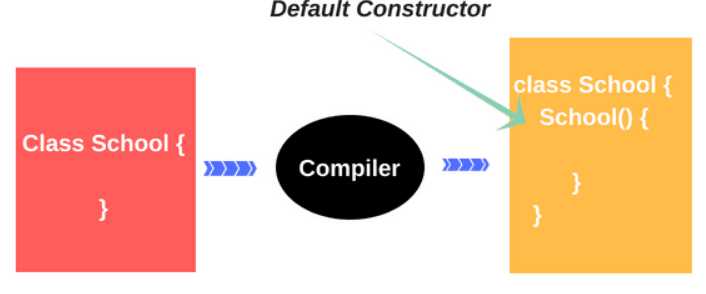 Default Constructor
Class School {
}
Compiler
class School {
School() {
}
}